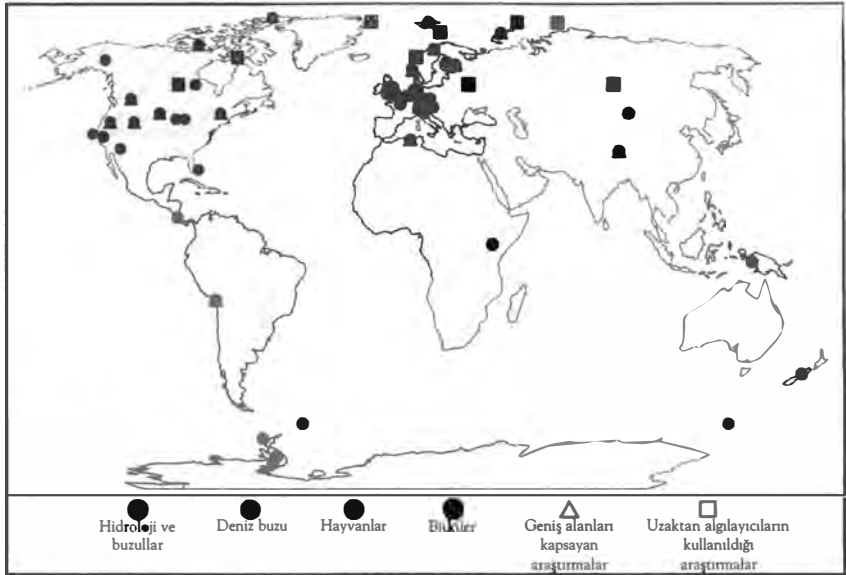 Hidroloji ve
buzullar
Deniz buzu
Hayvanlar
Bitkiler
Geniş alanları
kapsayan
araştırmalar
Uzaktan algılayıcıların
kullanıldığı
araştırmalar